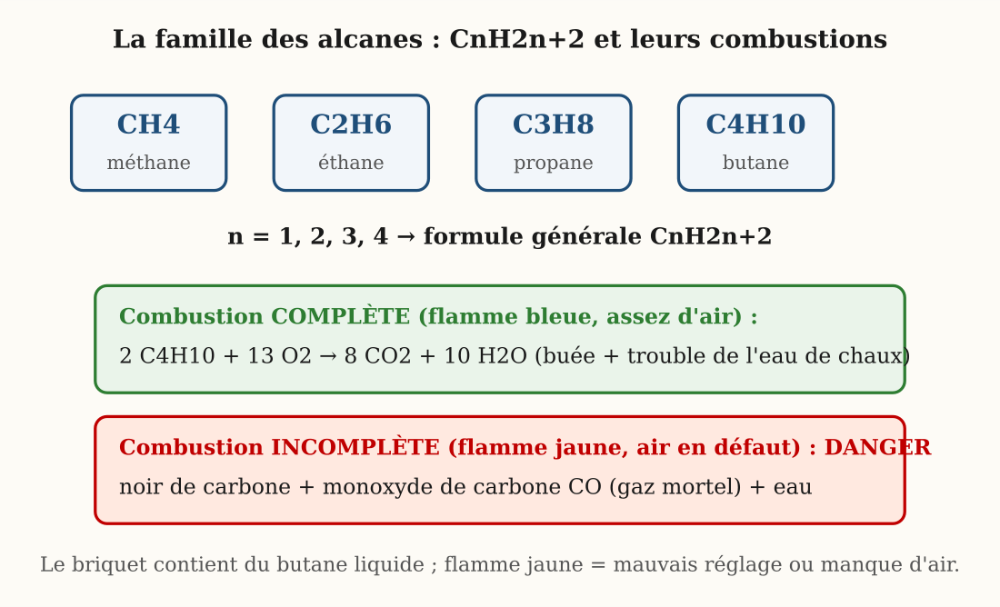 La famille des alcanes : CnH2n+2 et leurs combustions
CH4
C2H6
C3H8
C4H10
méthane
éthane
propane
butane
n = 1, 2, 3, 4 → formule générale CnH2n+2
Combustion COMPLÈTE (flamme bleue, assez d'air) :
2 C4H10 + 13 O2 → 8 CO2 + 10 H2O (buée + trouble de l'eau de chaux)
Combustion INCOMPLÈTE (flamme jaune, air en défaut) : DANGER
noir de carbone + monoxyde de carbone CO (gaz mortel) + eau
Le briquet contient du butane liquide ; flamme jaune = mauvais réglage ou manque d'air.